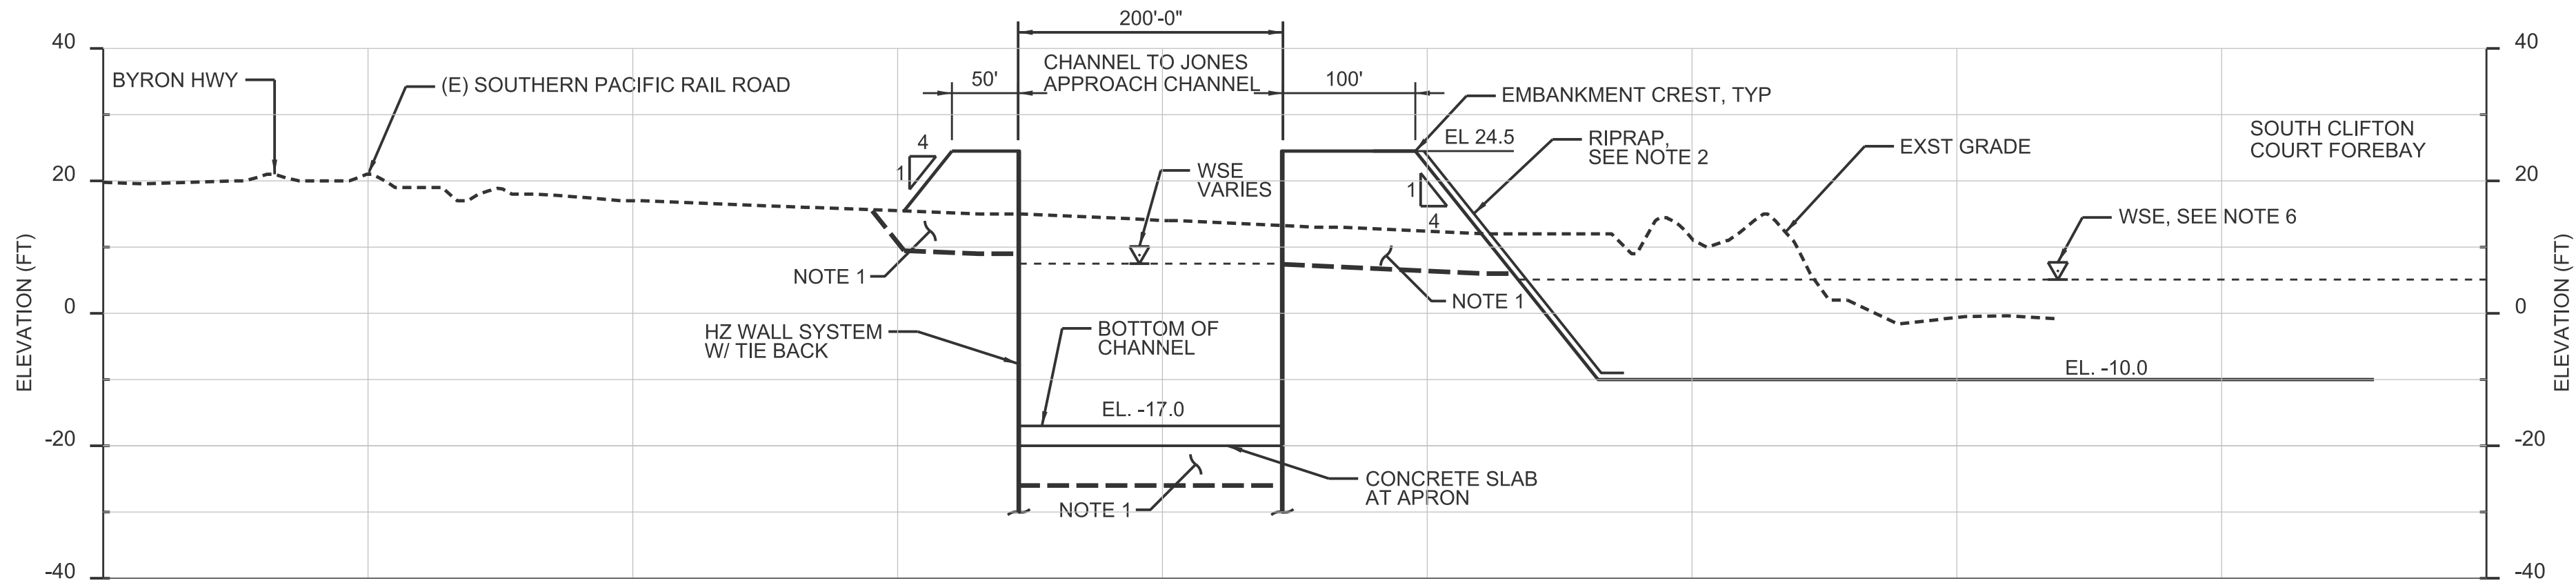 200'-0"
40
40
BYRON HWY
(E) SOUTHERN PACIFIC RAIL ROAD
50'
CHANNEL TO JONES
APPROACH CHANNEL
100'
EMBANKMENT CREST, TYP
4
1
EL 24.5
RIPRAP,
SEE NOTE 2
EXST GRADE
SOUTH CLIFTON
COURT FOREBAY
20
20
WSE
VARIES
1
4
WSE, SEE NOTE 6
NOTE 1
NOTE 1
ELEVATION (FT)
ELEVATION (FT)
0
0
HZ WALL SYSTEM
W/ TIE BACK
BOTTOM OF
CHANNEL
EL. -10.0
EL. -17.0
-20
-20
CONCRETE SLAB
AT APRON
NOTE 1
-40
-40